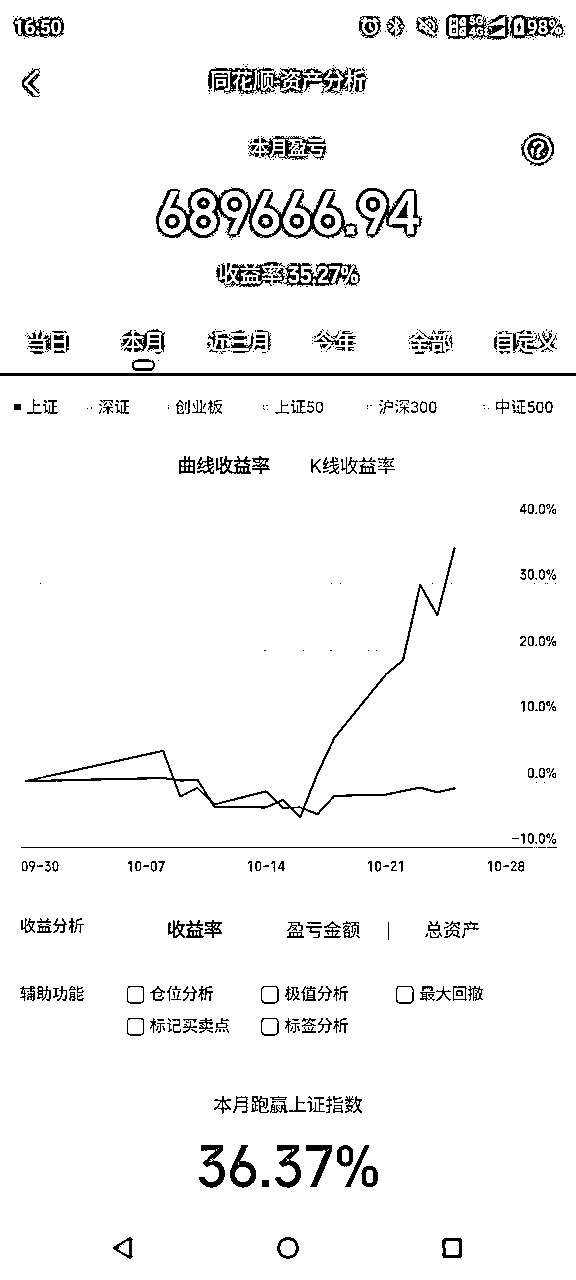 16:50 HD HD 5G 4G 98%
同花顺·资产分析
本月盈亏
689666.94
收益率 35.27%
当日 本月 近三月 今年 全部 自定义
上证 深证 创业板 上证50 沪深300 中证500
曲线收益率 K线收益率
40.0%
30.0%
20.0%
10.0%
0.0%
-10.0%
09-30 10-07 10-14 10-21 10-28
收益分析 收益率 盈亏金额 | 总资产
辅助功能 仓位分析 极值分析 最大回撤
标记买卖点 标签分析
本月跑赢上证指数
36.37%